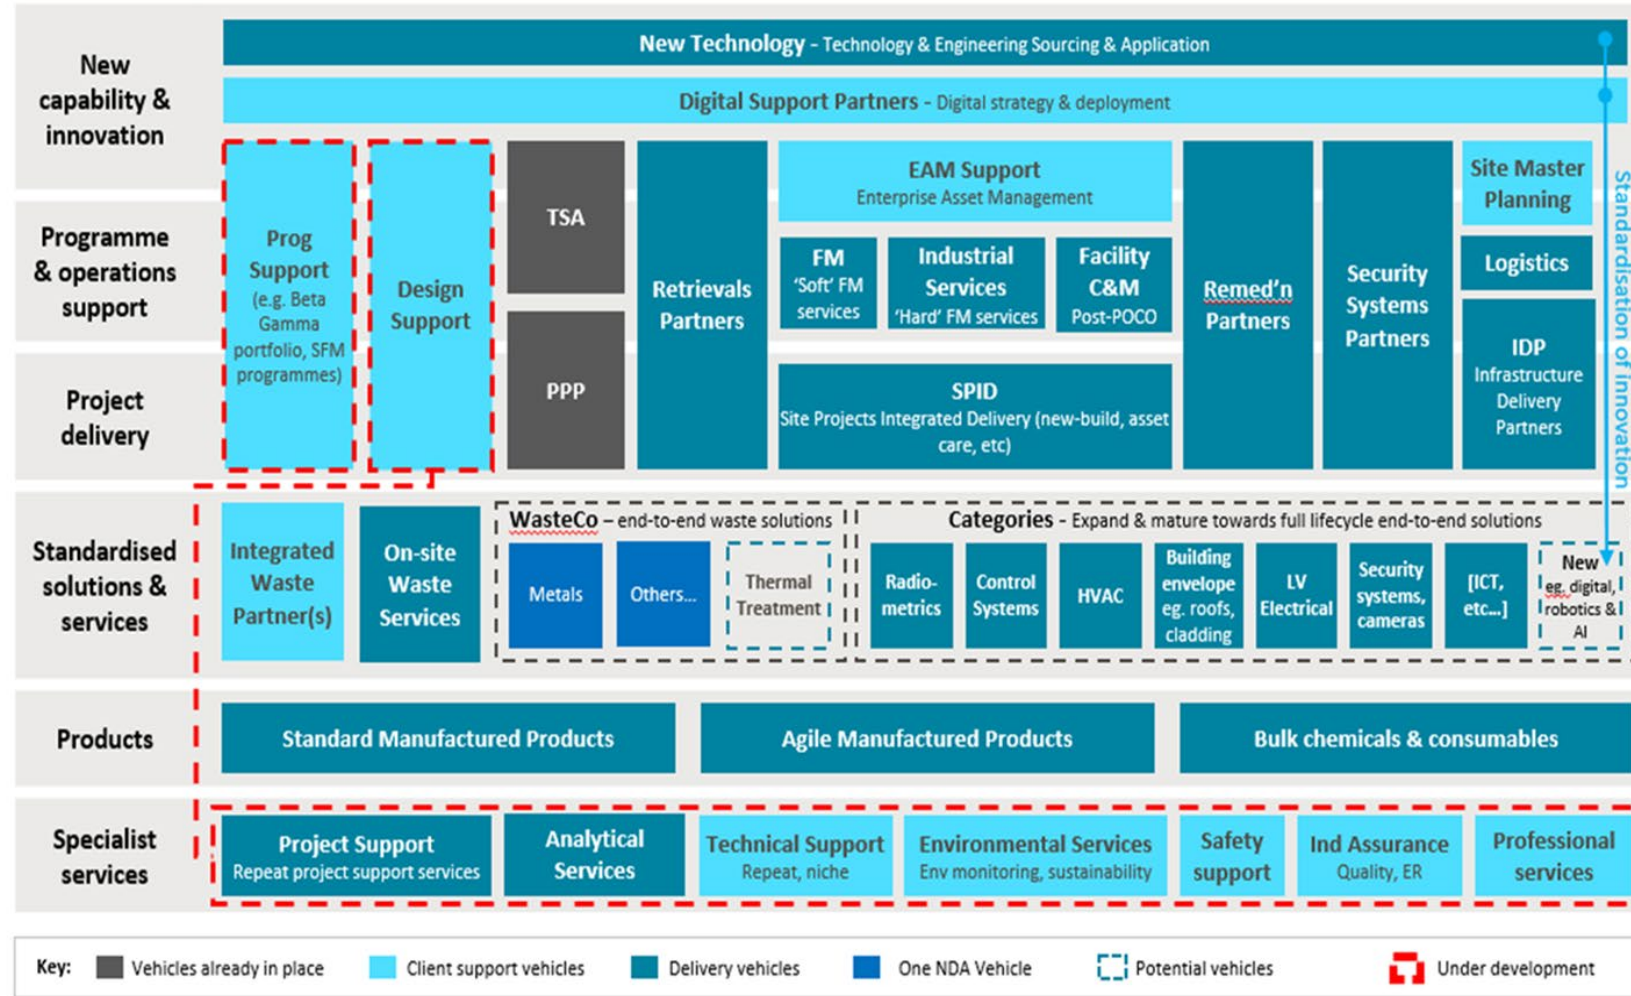 New
capability &
innovation
New Technology - Technology & Engineering Sourcing & Application
Digital Support Partners - Digital strategy & deployment
Programme
& operations
support
Project
delivery
Prog
Support
(e.g. Beta
Gamma
portfolio, SFM
programmes)
Design
Support
TSA
PPP
Retrievals
Partners
EAM Support
Enterprise Asset Management
FM
‘Soft’ FM
services
Industrial
Services
‘Hard’ FM services
Facility
C&M
Post-POCO
SPID
Site Projects Integrated Delivery (new-build, asset
care, etc)
Remed’n
Partners
Security
Systems
Partners
Site Master
Planning
Logistics
IDP
Infrastructure
Delivery
Partners
Standardisation of innovation
Standardised
solutions &
services
Integrated
Waste
Partner(s)
On-site
Waste
Services
WasteCo – end-to-end waste solutions
Metals
Others...
Thermal
Treatment
Categories - Expand & mature towards full lifecycle end-to-end solutions
Radio-
metrics
Control
Systems
HVAC
Building
envelope
eg. roofs,
cladding
LV
Electrical
Security
systems,
cameras
[ICT,
etc...]
New
eg. digital,
robotics &
AI
Products
Standard Manufactured Products
Agile Manufactured Products
Bulk chemicals & consumables
Specialist
services
Project Support
Repeat project support services
Analytical
Services
Technical Support
Repeat, niche
Environmental Services
Env monitoring, sustainability
Safety
support
Ind Assurance
Quality, ER
Professional
services
Key:
Vehicles already in place
Client support vehicles
Delivery vehicles
One NDA Vehicle
Potential vehicles
Under development